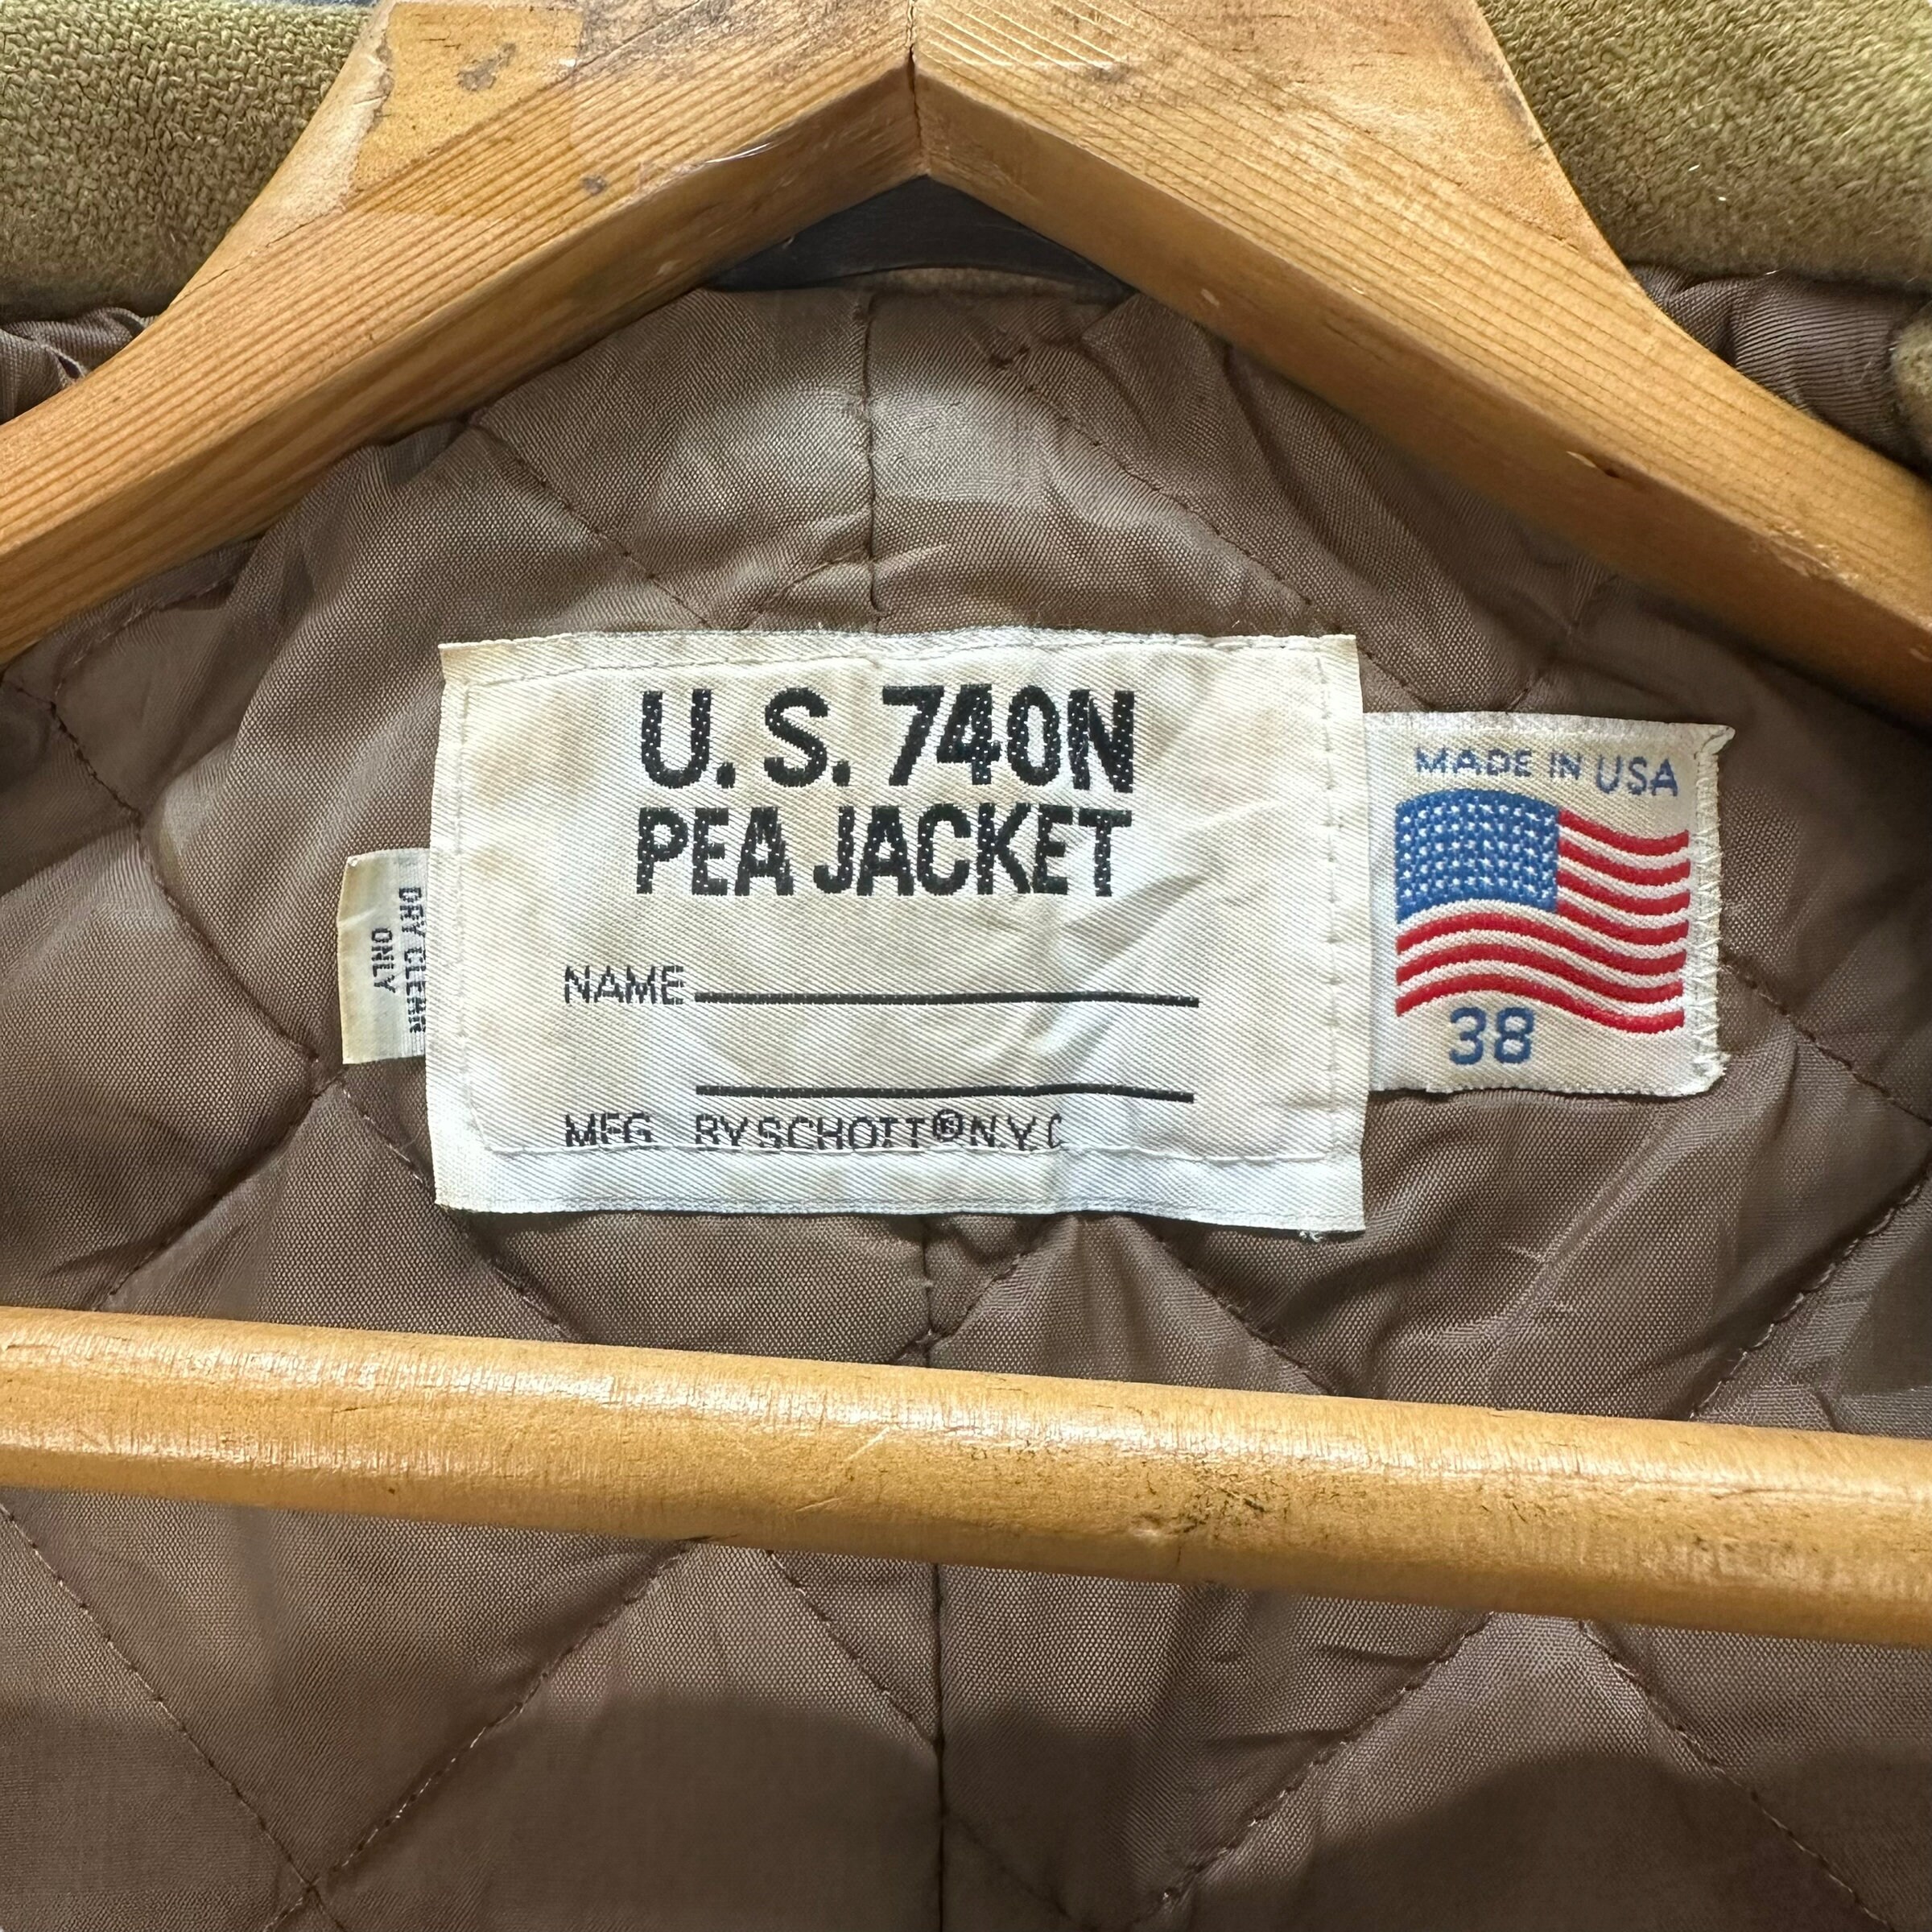 U.S. 740N
PEA JACKET
NAME
MFG. BY SCHOTT® N.Y.C
DRY CLEAN
ONLY
MADE IN USA
38